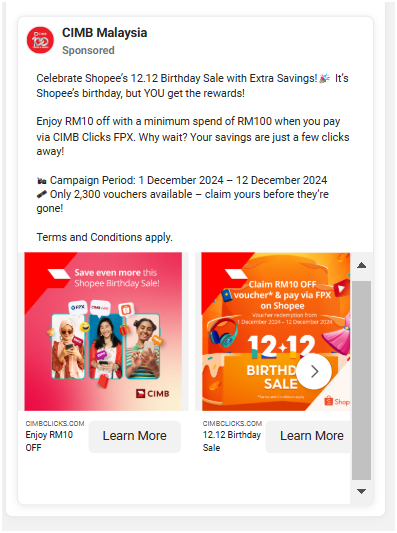 CIMB Malaysia
Sponsored
Celebrate Shopee's 12.12 Birthday Sale with Extra Savings!🎉 It's
Shopee's birthday, but YOU get the rewards!
Enjoy RM10 off with a minimum spend of RM100 when you pay
via CIMB Clicks FPX. Why wait? Your savings are just a few clicks
away!
Campaign Period: 1 December 2024 – 12 December 2024
Only 2,300 vouchers available – claim yours before they're
gone!
Terms and Conditions apply.
Save even more this
Shopee Birthday Sale!
FPX
CIMB
CIMBCLICKS.COM
Enjoy RM10
OFF
Learn More
Claim RM10 OFF
voucher* & pay via FPX
on Shopee
Voucher redemption from
1 December 2024 – 12 December 2024
12.12
BIRTHDAY
SALE
*Terms and Conditions apply
Shop
CIMBCLICKS.COM
12.12 Birthday
Sale
Learn More